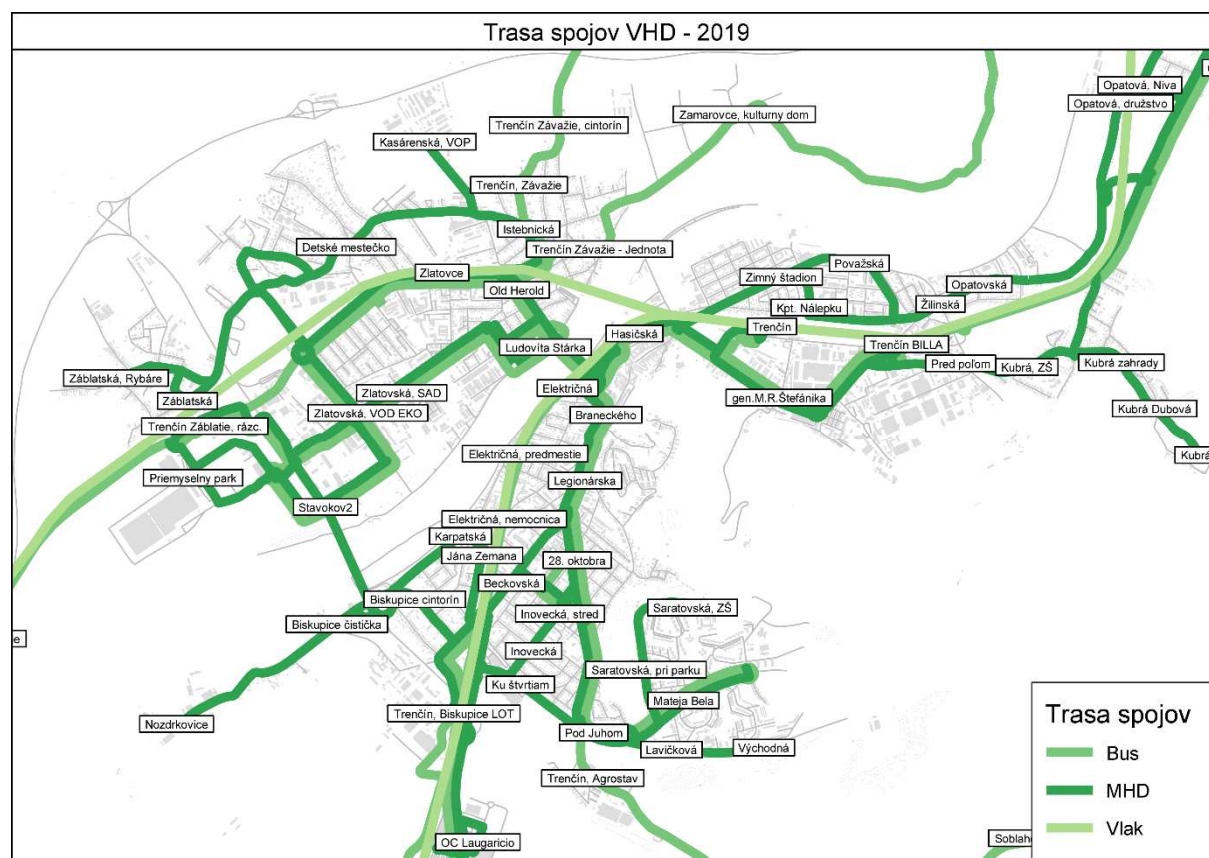 Trasa spojov VHD - 2019
Opatová, Niva
Opatová, družstvo
Trenčín Závažie, cintorín
Zamarovce, kulturny dom
Kasárenská, VOP
Trenčín, Závažie
Istebnická
Detské mestečko
Trenčín Závažie - Jednota
Považská
Zlatovce
Zimný štadion
Opatovská
Old Herold
Kpt. Nálepku
Žilinská
Hasičská
Trenčín
Ludovíta Štárka
Trenčín BILLA
Pred poľom
Kubrá, ZŠ
Kubrá zahrady
Záblatská, Rybáre
Električná
Zlatovská, SAD
Záblatská
gen.M.R.Štefánika
Zlatovská, VOD EKO
Braneckého
Kubrá Dubová
Trenčín Záblatie, rázc.
Električná, predmestie
Kubrá
Priemyselny park
Legionárska
Stavokov2
Električná, nemocnica
Karpatská
Jána Zemana
28. oktobra
Beckovská
Biskupice cintorín
Inovecká, stred
Saratovská, ZŠ
Biskupice čistička
e
Inovecká
Saratovská, pri parku
Ku štvrtiam
Mateja Bela
Nozdrkovice
Trenčín, Biskupice LOT
Pod Juhom
Lavičková
Východná
Trenčín, Agrostav
OC Laugaricio
Soblaho
Trasa spojov
Bus
MHD
Vlak